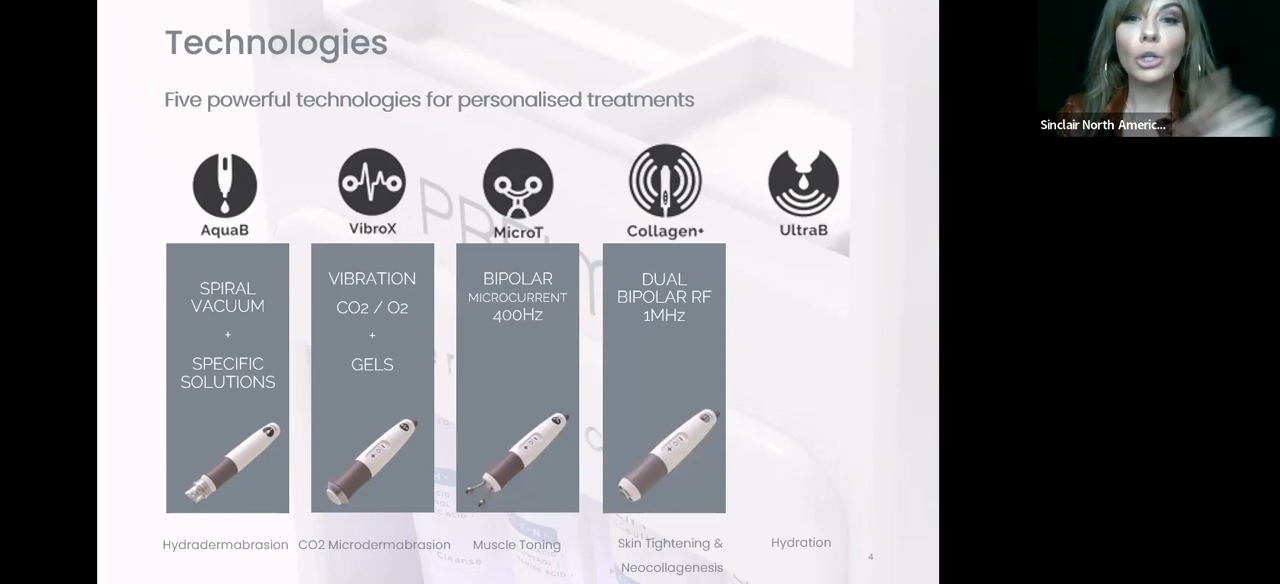 Technologies
Five powerful technologies for personalised treatments
AquaB
VibroX
MicroT
Collagen+
UltraB
SPIRAL
VACUUM
+
SPECIFIC
SOLUTIONS
VIBRATION
CO2 / O2
+
GELS
BIPOLAR
MICROCURRENT
400Hz
DUAL
BIPOLAR RF
1MHz
Hydradermabrasion
CO2 Microdermabrasion
Muscle Toning
Skin Tightening &
Neocollagenesis
Hydration
4
Cleanse
Sinclair North Americ...